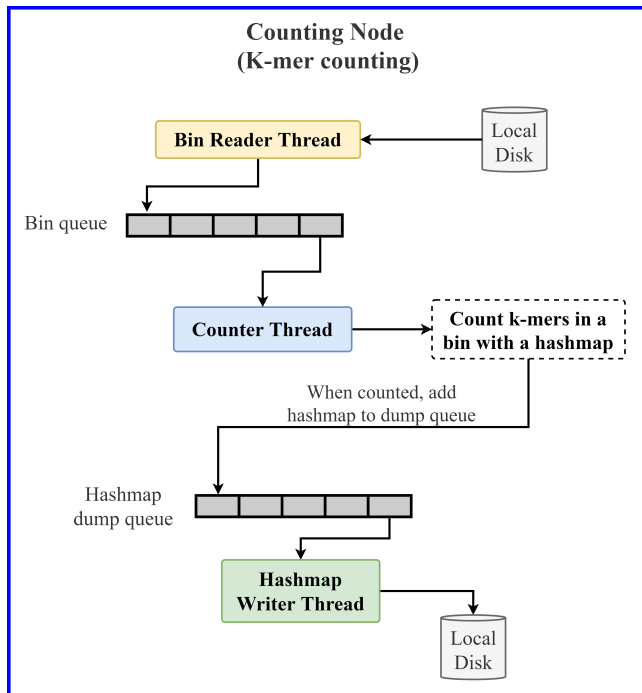 Counting Node
(K-mer counting)
Bin Reader Thread
Local
Disk
Bin queue
Counter Thread
Count k-mers in a
bin with a hashmap
When counted, add
hashmap to dump queue
Hashmap
dump queue
Hashmap
Writer Thread
Local
Disk